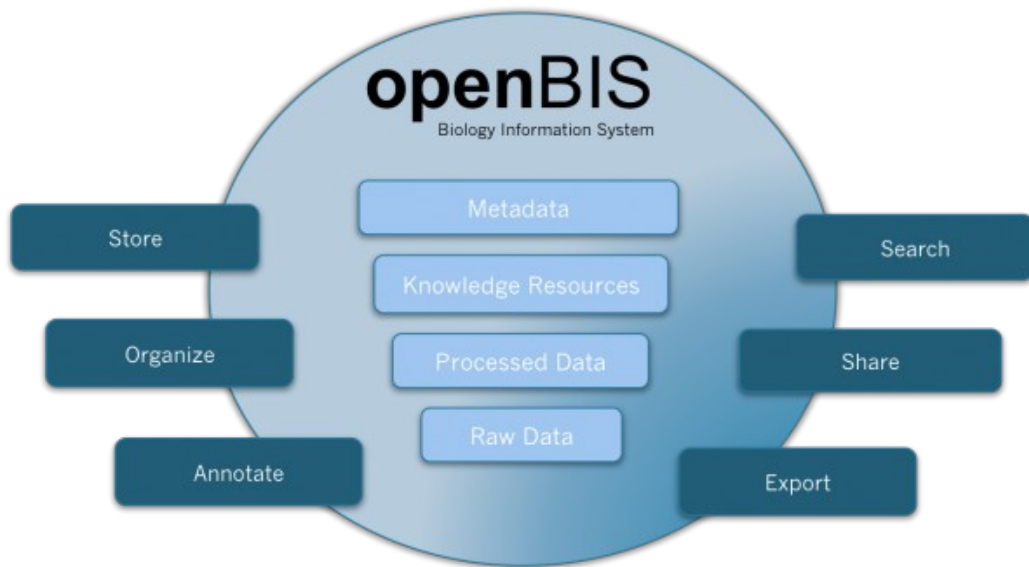 openBIS
Biology Information System
Metadata
Knowledge Resources
Processed Data
Raw Data
Store
Organize
Annotate
Search
Share
Export